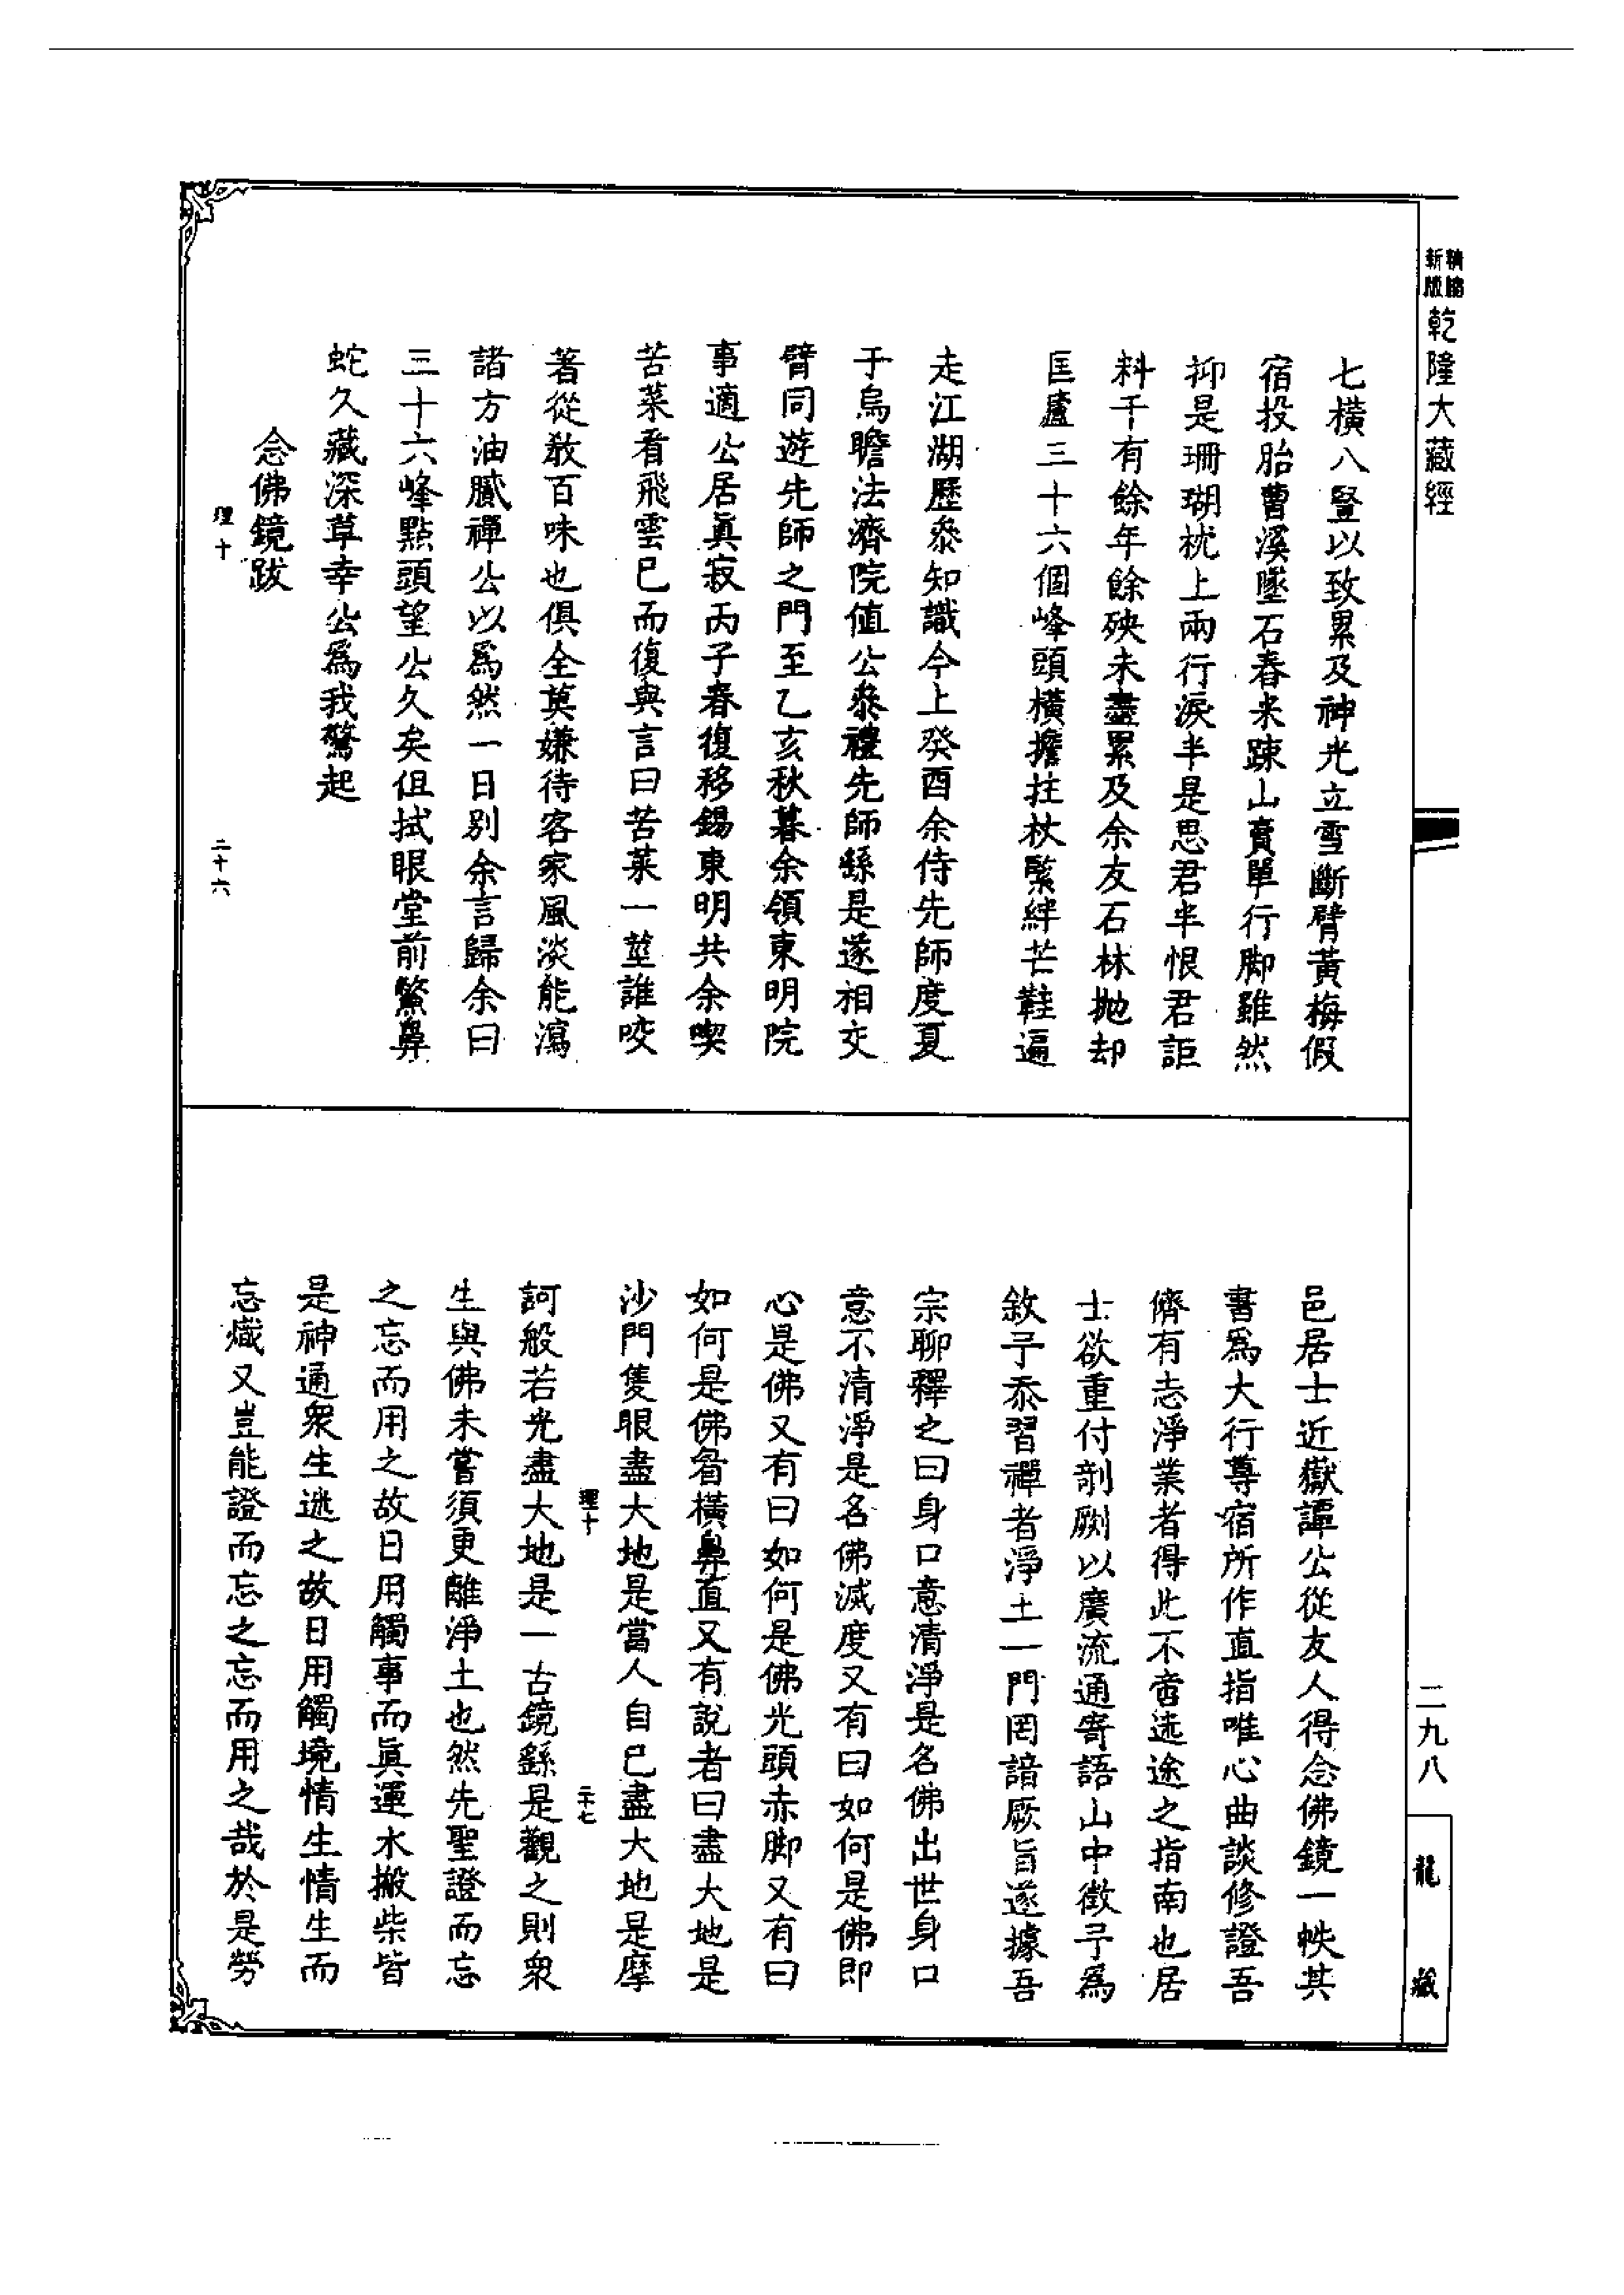 精縮
新版
乾隆大藏經
七橫八豎以致累及神光立雪斷臂黃梅假
宿投胎曹溪墜石舂米踈山賣單行脚雖然
抑是珊瑚枕上兩行淚半是思君半恨君詎
料千有餘年餘殃未盡累及余友石林拋却
匡廬三十六個峰頭橫擔拄杖緊絆芒鞋遍
走江湖歷叅知識今上癸酉余侍先師度夏
于烏瞻法濟院值公叅禮先師繇是遂相交
臂同遊先師之門至乙亥秋暮余領東明院
事適公居眞寂丙子春復移錫東明共余喫
苦菜看飛雲已而復與言曰苦菜一莖誰咬
著從敎百味也俱全莫嫌待客家風淡能瀉
諸方油膩禪公以爲然一日别余言歸余曰
三十六峰點頭望公久矣但拭眼堂前鱉鼻
蛇久藏深草幸公爲我驚起
念佛鏡跋
理十
二十六
邑居士近嶽譚公從友人得念佛鏡一帙其
書爲大行尊宿所作直指唯心曲談修證吾
儕有志淨業者得此不啻迷途之指南也居
士欲重付剞劂以廣流通寄語山中徵予爲
敘予忝習禪者淨土一門罔諳厥旨遂據吾
宗聊釋之曰身口意清淨是名佛出世身口
意不清淨是名佛滅度又有曰如何是佛即
心是佛又有曰如何是佛光頭赤脚又有曰
如何是佛眉橫鼻直又有說者曰盡大地是
沙門隻眼盡大地是當人自己盡大地是摩
理十
二十七
訶般若光盡大地是一古鏡繇是觀之則衆
生與佛未嘗須更離淨土也然先聖證而忘
之忘而用之故日用觸事而眞運水搬柴皆
是神通衆生迷之故日用觸境情生情生而
忘熾又豈能證而忘之忘而用之哉於是勞
二九八
龍藏